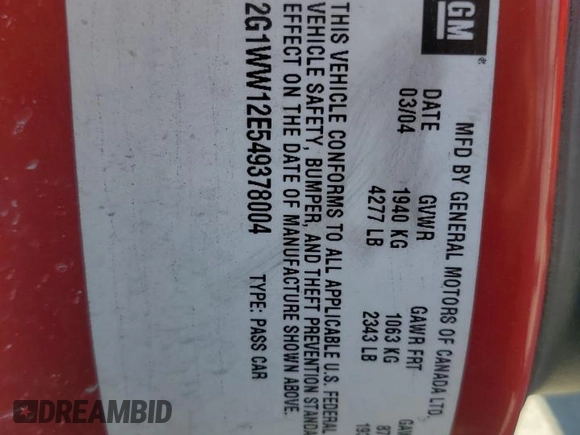 GM
®
MFD BY GENERAL MOTORS OF CANADA LTD.
DATE GVWR GAWR FRT
03/04 1940 KG 1063 KG
4277 LB 2343 LB
THIS VEHICLE CONFORMS TO ALL APPLICABLE U.S. FEDERAL
VEHICLE SAFETY, BUMPER, AND THEFT PREVENTION STANDA
EFFECT ON THE DATE OF MANUFACTURE SHOWN ABOVE.
2G1WW12E549378004 TYPE: PASS CAR
DREAMBID